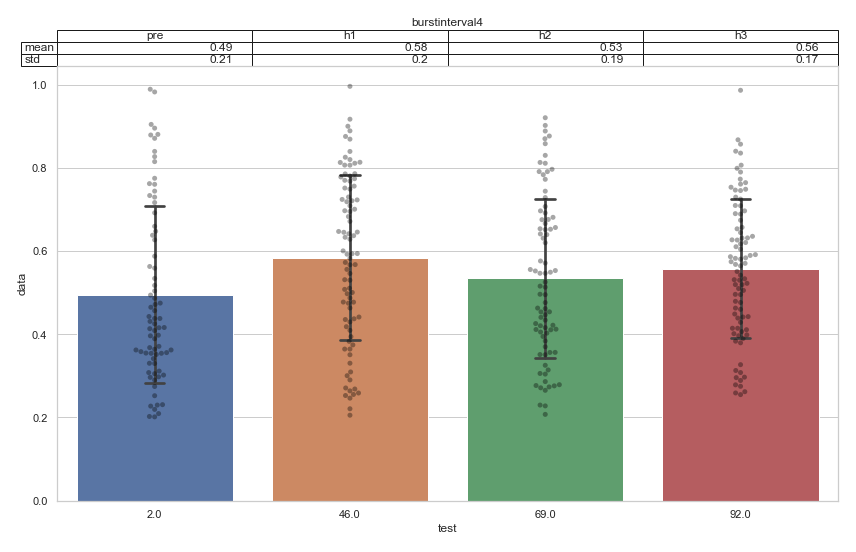 burstinterval4
pre h1 h2 h3
mean 0.49 0.58 0.53 0.56
std 0.21 0.2 0.19 0.17
1.0
0.8
0.6
data
0.4
0.2
0.0
2.0 46.0 69.0 92.0
test